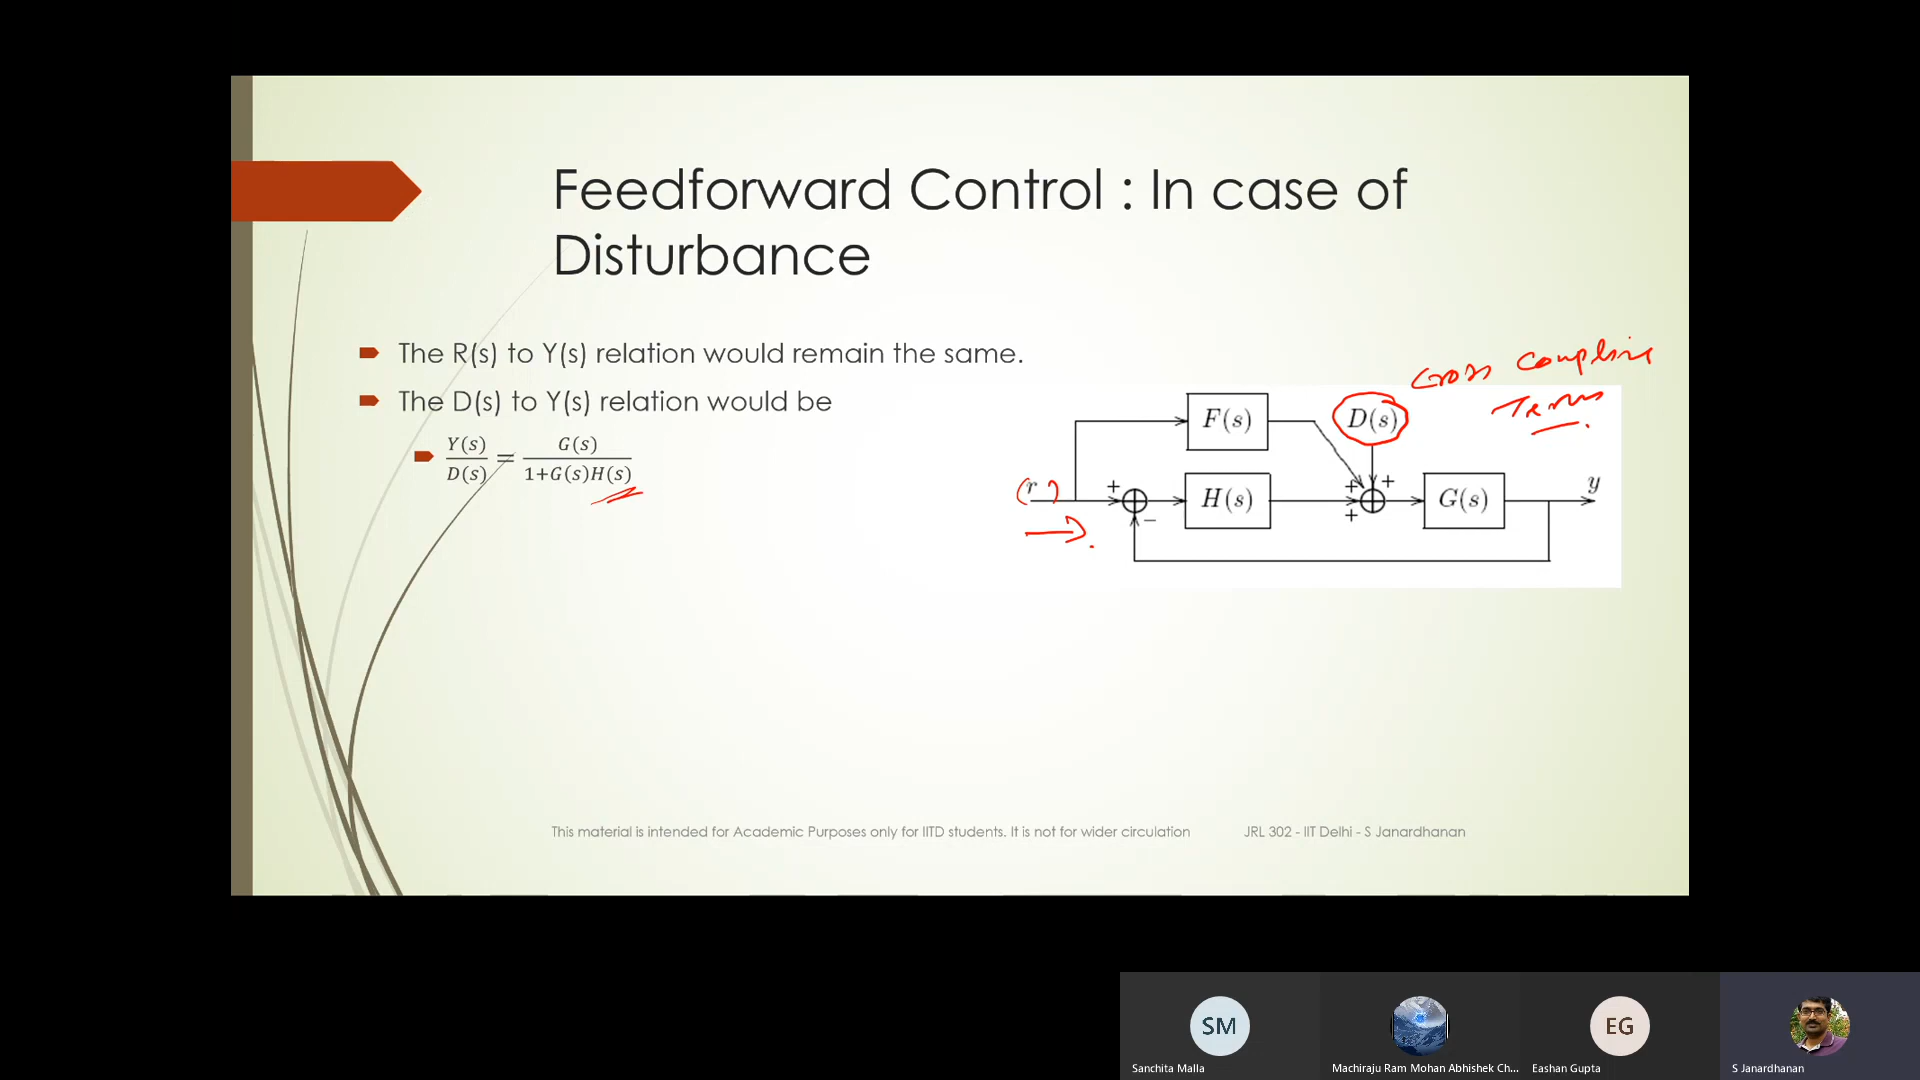 Feedforward Control : In case of
Disturbance
The R(s) to Y(s) relation would remain the same.
The D(s) to Y(s) relation would be
Y(s)/D(s) = G(s)/1+G(s)H(s)
Cross Coupling
Terms
F(s)
D(s)
r
+
−
H(s)
+
+
+
G(s)
y
This material is intended for Academic Purposes only for IITD students. It is not for wider circulation
JRL 302 - IIT Delhi - S Janardhanan
SM
EG
Sanchita Malla
Machiraju Ram Mohan Abhishek Ch...
Eashan Gupta
S Janardhanan